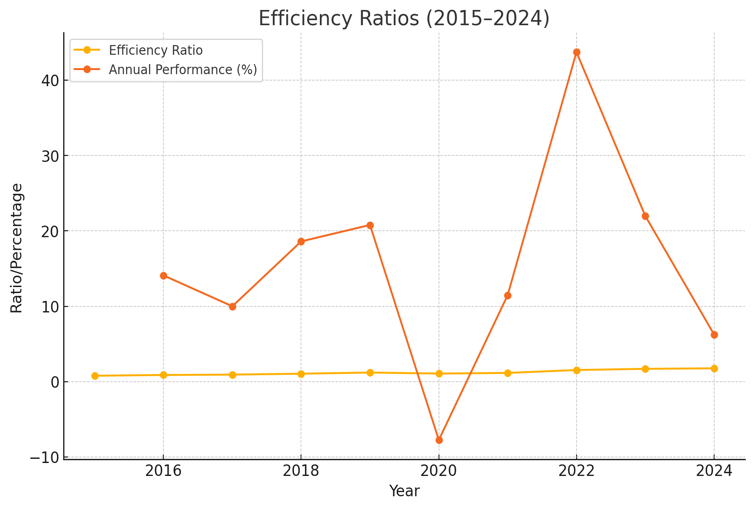 Efficiency Ratios (2015–2024)
Efficiency Ratio
Annual Performance (%)
Ratio/Percentage
40
30
20
10
0
−10
2016 2018 2020 2022 2024
Year